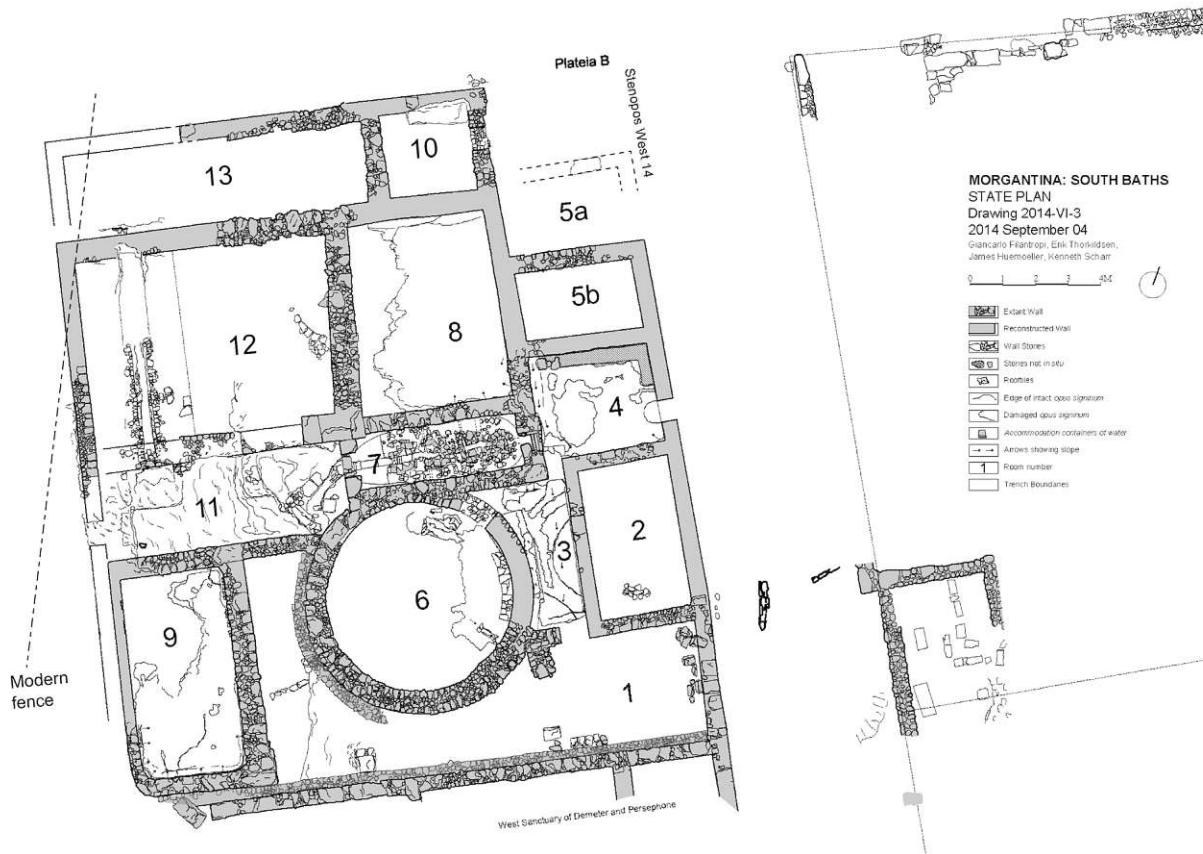 Plateia B
Stenopos West 14
10
13
5a
5b
12
8
4
7
11
2
3
6
9
1
Modern
fence
West Sanctuary of Demeter and Persephone
MORGANTINA: SOUTH BATHS
STATE PLAN
Drawing 2014-VI-3
2014 September 04
Giancarlo Filantropi, Erik Thorkildsen,
James Huemoeller, Kenneth Scharr
0 1 2 3 4M
Extant Wall
Reconstructed Wall
Wall Stones
Stones not in situ
Rooftiles
Edge of intact opus signinum
Damaged opus signinum
Accommodation containers of water
Arrows showing slope
1 Room number
Trench Boundaries